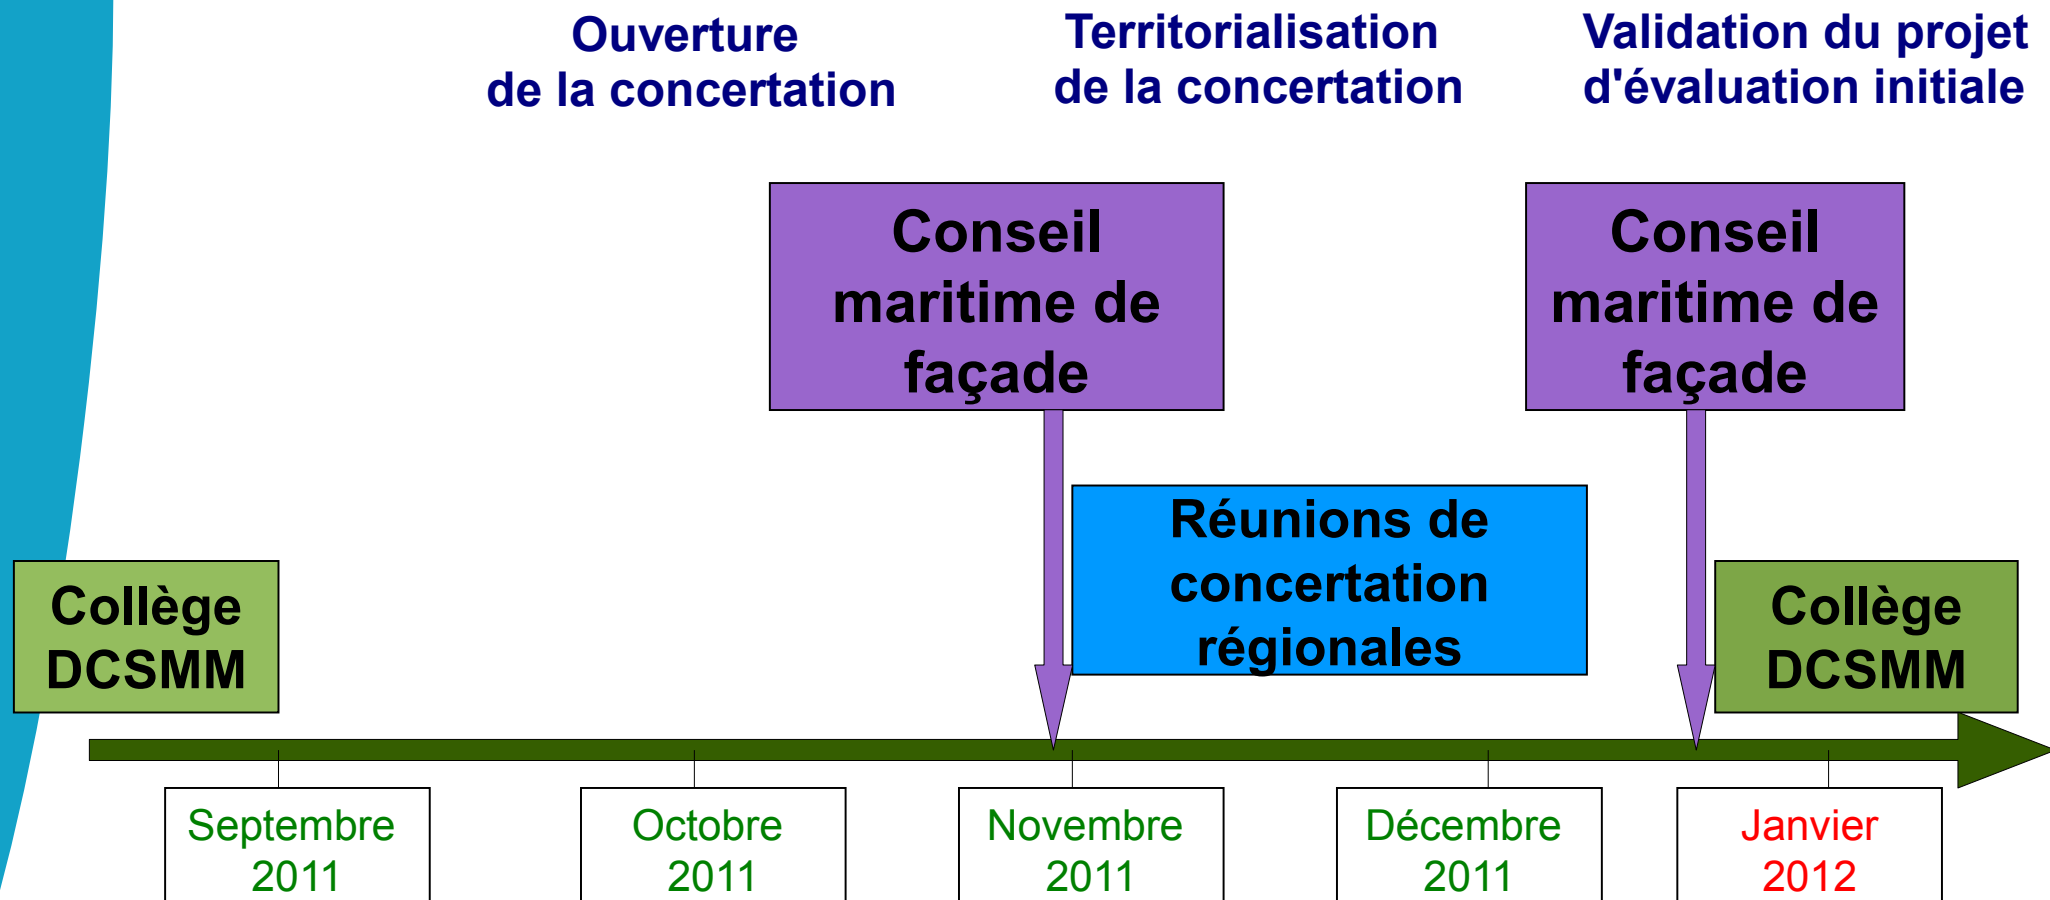 Ouverture
de la concertation
Territorialisation
de la concertation
Validation du projet
d'évaluation initiale
Conseil
maritime de
façade
Conseil
maritime de
façade
Réunions de
concertation
régionales
Collège
DCSMM
Collège
DCSMM
Septembre
2011
Octobre
2011
Novembre
2011
Décembre
2011
Janvier
2012